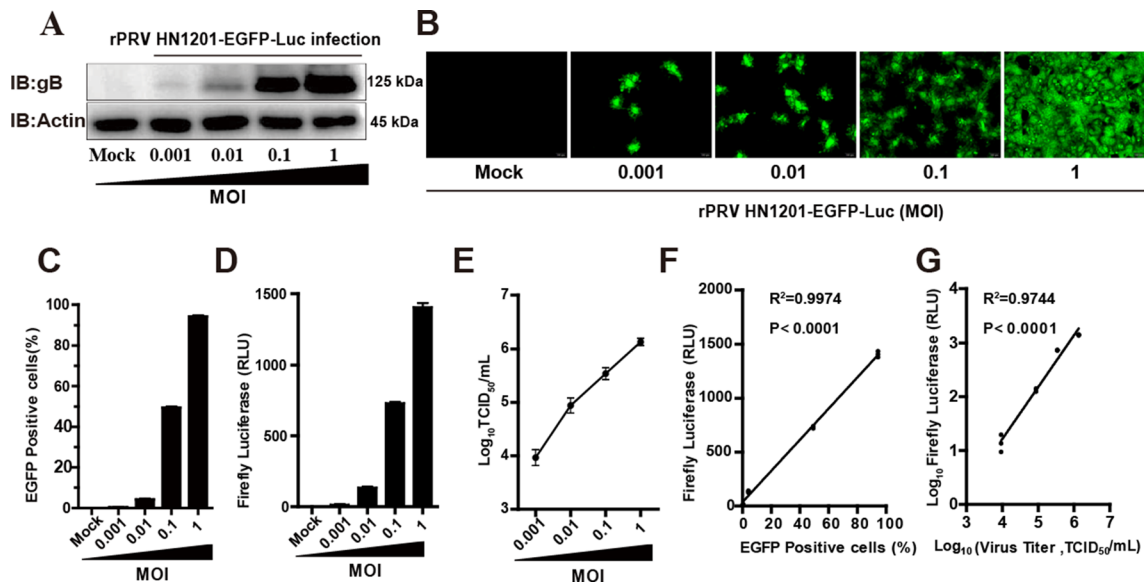 A
rPRV HN1201-EGFP-Luc infection
IB:gB
125 kDa
IB:Actin
45 kDa
Mock 0.001 0.01 0.1 1
MOI
B
Mock 0.001 0.01 0.1 1
rPRV HN1201-EGFP-Luc (MOI)
C
EGFP Positive cells(%)
100
90
80
70
60
50
40
30
20
10
0
Mock 0.001 0.01 0.1 1
MOI
D
Firefly Luciferase (RLU)
1500
1000
500
0
Mock 0.001 0.01 0.1 1
MOI
E
Log10TCID50/mL
7
6
5
4
3
0.001 0.01 0.1 1
MOI
F
R2=0.9974
P< 0.0001
Firefly Luciferase (RLU)
2000
1500
1000
500
0
0 20 40 60 80 100
EGFP Positive cells (%)
G
R2=0.9744
P< 0.0001
Log10 Firefly Luciferase (RLU)
4
3
2
1
0
3 4 5 6 7
Log10 (Virus Titer ,TCID50/mL)